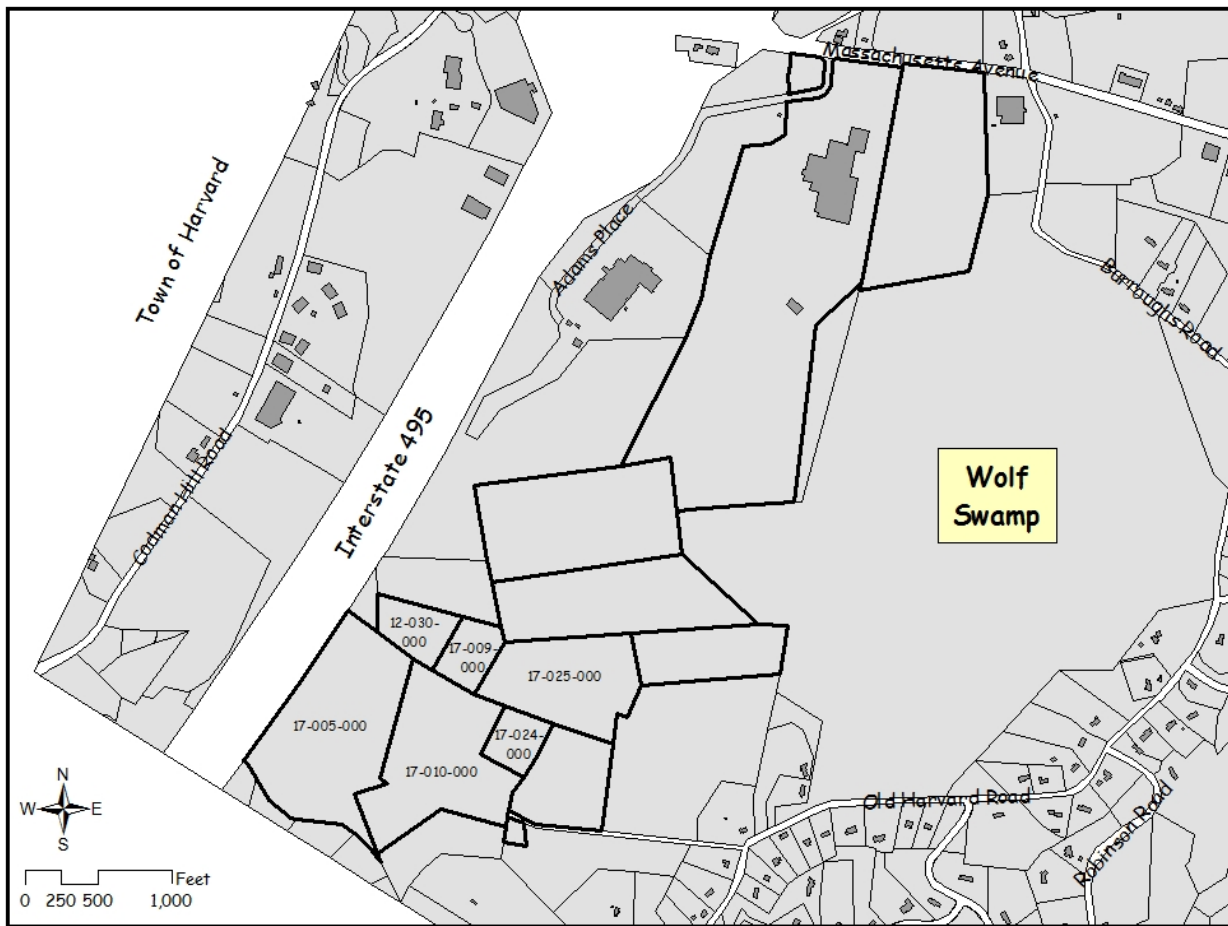 Massachusetts Avenue
Town of Harvard
Adams Place
Burroughs Road
Interstate 495
Codman Hill Road
Wolf
Swamp
12-030-
000
17-009-
000
17-025-000
17-005-000
17-024-
000
17-010-000
Old Harvard Road
Robinson Road
N
W E
S
Feet
0 250 500 1,000